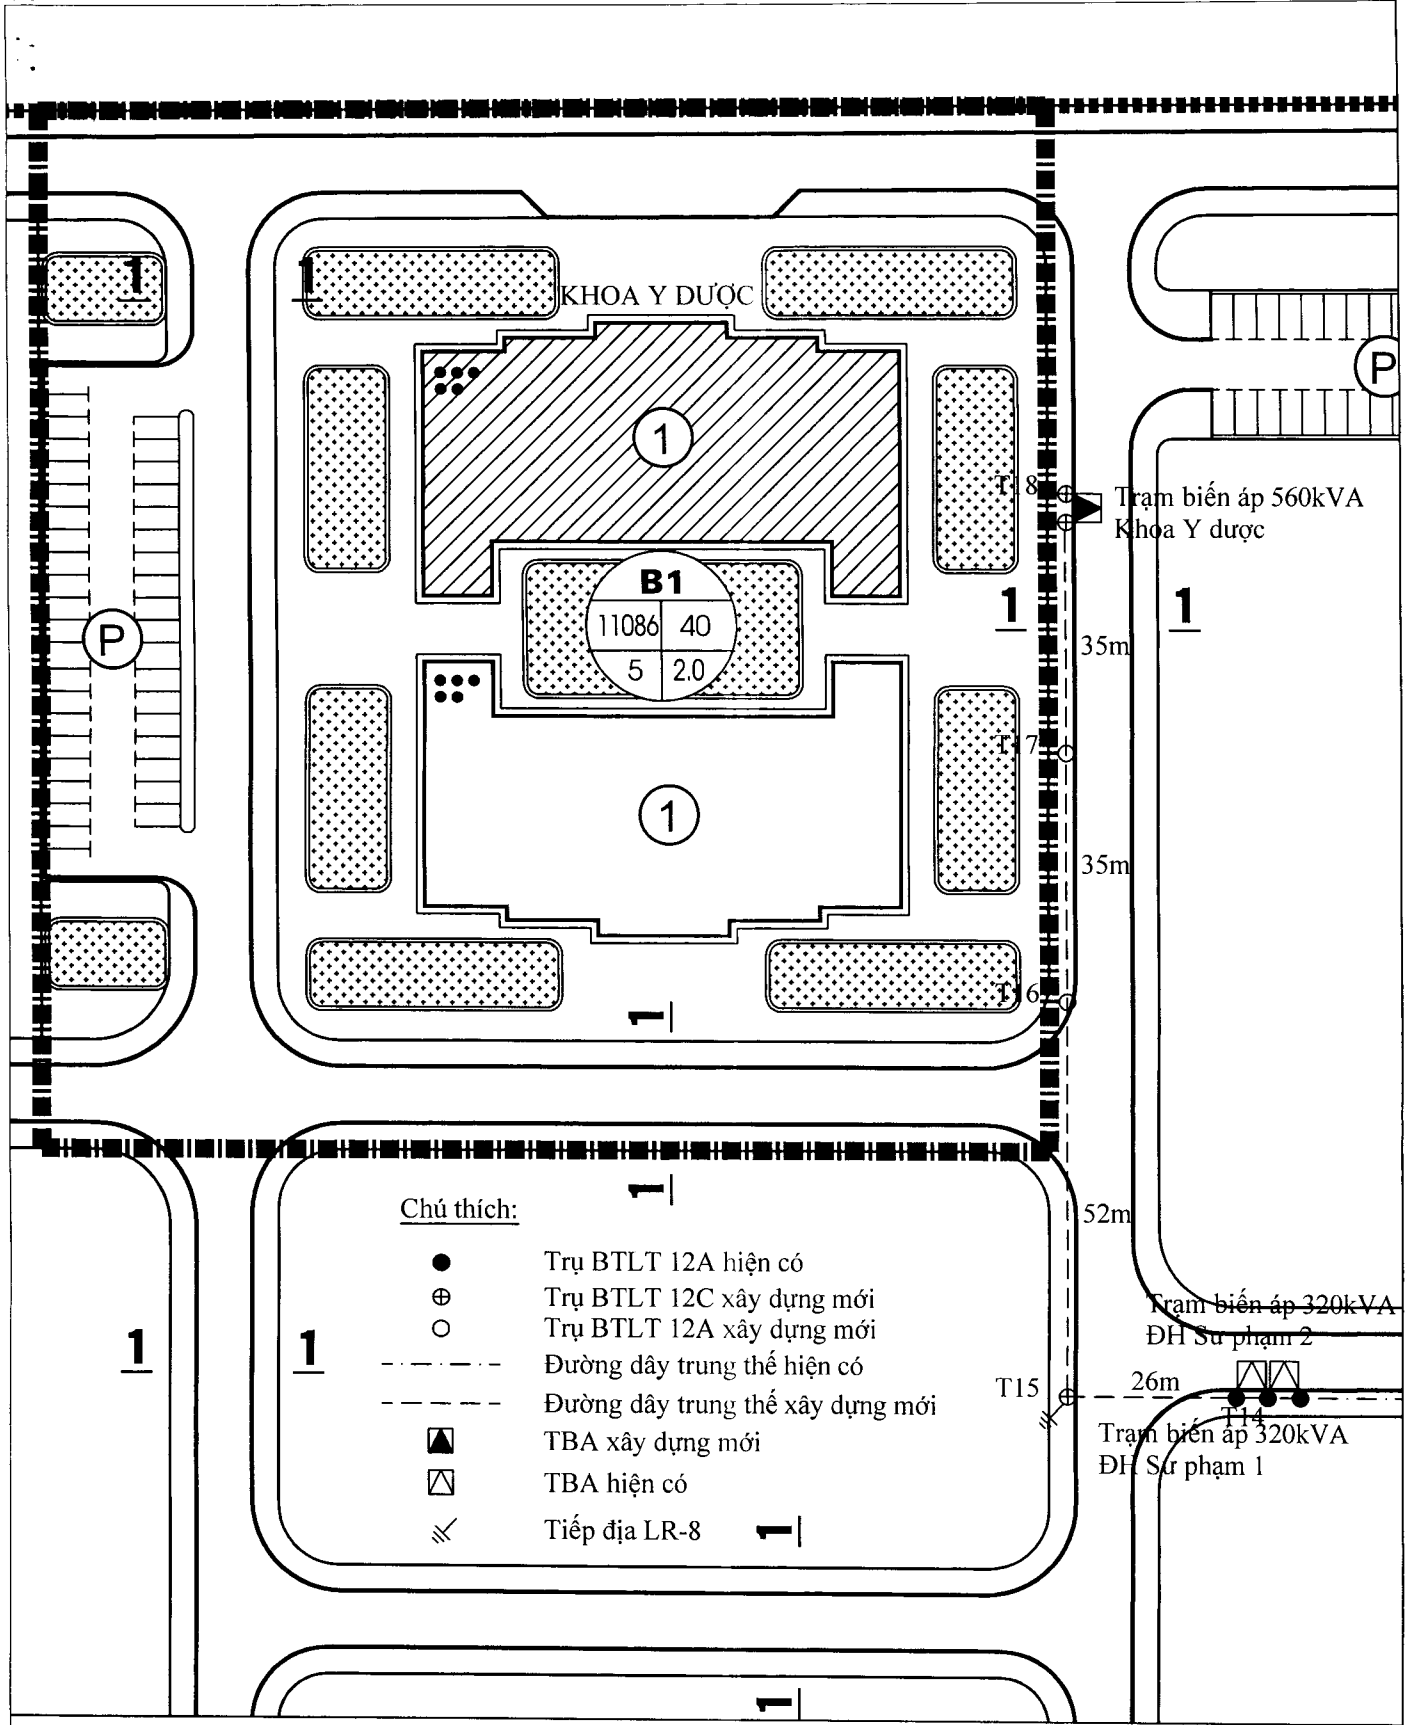 1
1
KHOA Y DƯỢC
P
1
T18
Trạm biến áp 560kVA
Khoa Y dược
B1
11086 40
5 2.0
1
1
P
35m
T17
1
35m
T16
1
1
52m
Chú thích:
Trụ BTLT 12A hiện có
Trụ BTLT 12C xây dựng mới
Trụ BTLT 12A xây dựng mới
Đường dây trung thế hiện có
Đường dây trung thế xây dựng mới
TBA xây dựng mới
TBA hiện có
Tiếp địa LR-8
1
1
Trạm biến áp 320kVA
ĐH Sư phạm 2
T15
26m
T14
Trạm biến áp 320kVA
ĐH Sư phạm 1
1
1